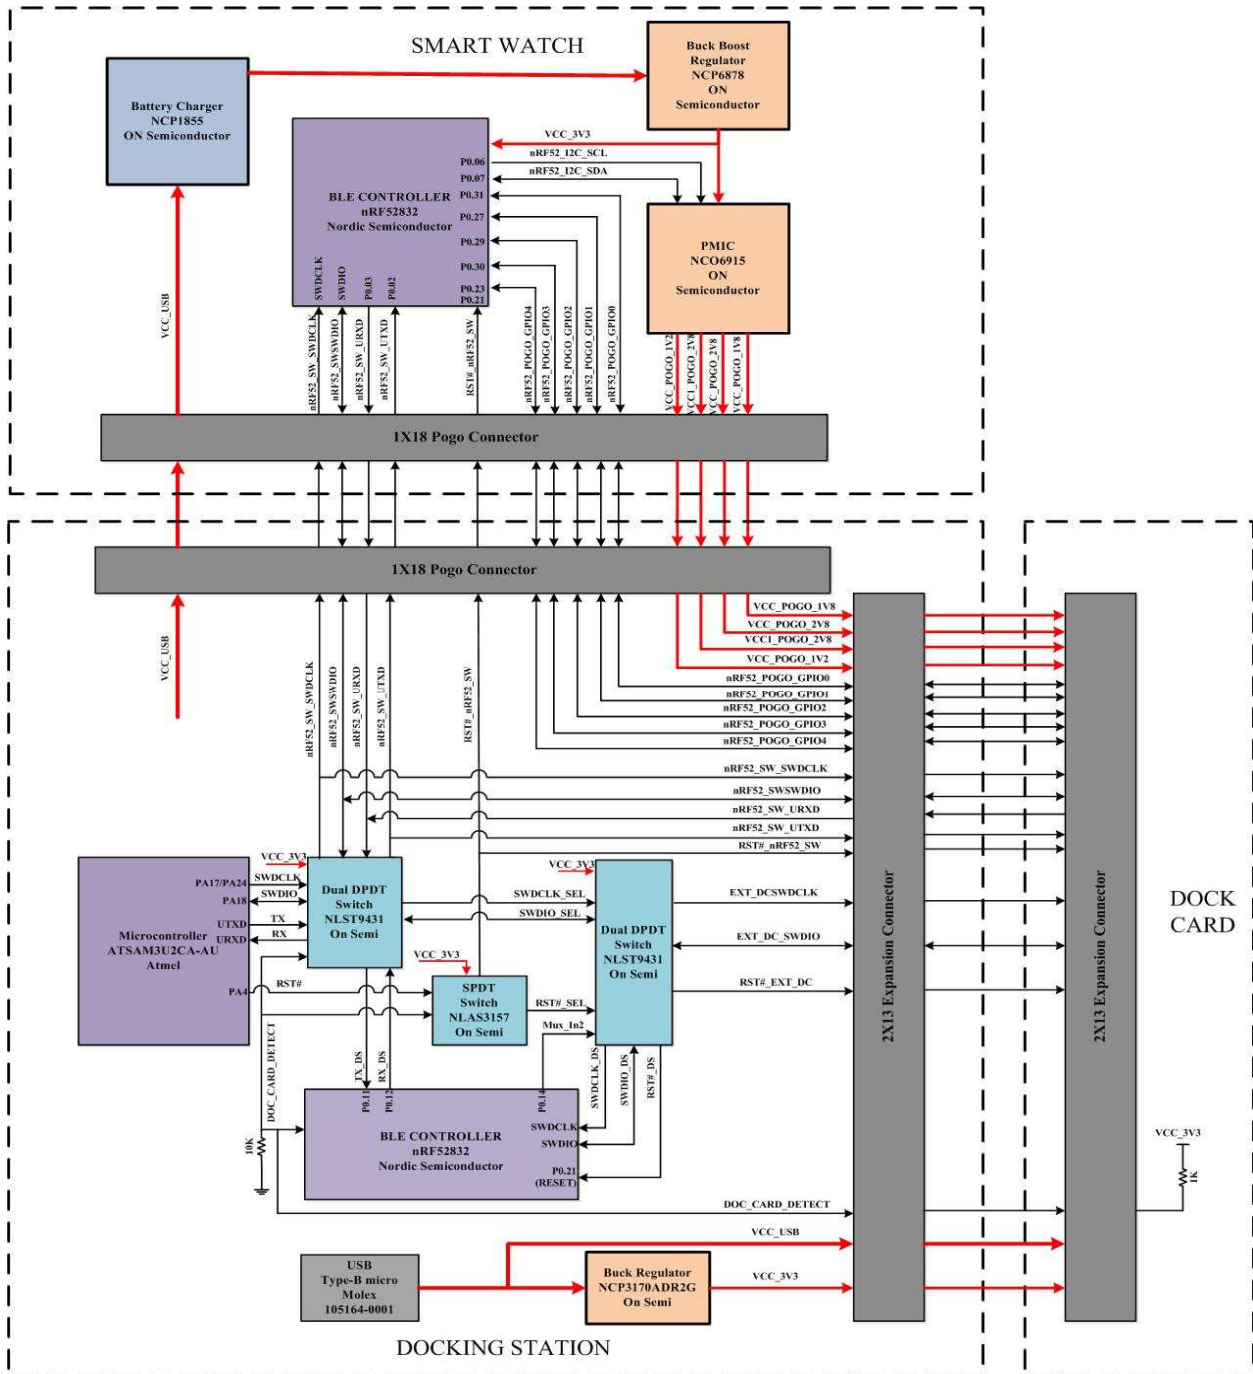 SMART WATCH
Battery Charger
NCP1855
ON Semiconductor
Buck Boost
Regulator
NCP6878
ON
Semiconductor
VCC_3V3
nRF52_I2C_SCL
nRF52_I2C_SDA
BLE CONTROLLER
nRF52832
Nordic Semiconductor
P0.06
P0.07
P0.31
P0.27
P0.29
P0.30
P0.23
P0.21
SWDCLK
SWDIO
P0.03
P0.02
PMIC
NCO6915
ON
Semiconductor
VCC_USB
nRF52_SW_SWDCLK
nRF52_SWSWDIO
nRF52_SW_URXD
nRF52_SW_UTXD
RST#_nRF52_SW
nRF52_POGO_GPIO4
nRF52_POGO_GPIO3
nRF52_POGO_GPIO2
nRF52_POGO_GPIO1
nRF52_POGO_GPIO0
VCC_POGO_1V2
VCC1_POGO_2V8
VCC_POGO_2V8
VCC_POGO_1V8
1X18 Pogo Connector
1X18 Pogo Connector
VCC_USB
nRF52_SW_SWDCLK
nRF52_SWSWDIO
nRF52_SW_URXD
nRF52_SW_UTXD
RST#_nRF52_SW
VCC_POGO_1V8
VCC_POGO_2V8
VCC1_POGO_2V8
VCC_POGO_1V2
nRF52_POGO_GPIO0
nRF52_POGO_GPIO1
nRF52_POGO_GPIO2
nRF52_POGO_GPIO3
nRF52_POGO_GPIO4
nRF52_SW_SWDCLK
nRF52_SWSWDIO
nRF52_SW_URXD
nRF52_SW_UTXD
RST#_nRF52_SW
2X13 Expansion Connector
2X13 Expansion Connector
DOCK
CARD
Microcontroller
ATSAM3U2CA-AU
Atmel
PA17/PA24
PA18
UTXD
URXD
PA4
SWDCLK
SWDIO
TX
RX
RST#
VCC_3V3
Dual DPDT
Switch
NLST9431
On Semi
SWDCLK_SEL
SWDIO_SEL
VCC_3V3
SPDT
Switch
NLAS3157
On Semi
RST#_SEL
Mux_In2
VCC_3V3
Dual DPDT
Switch
NLST9431
On Semi
EXT_DCSWDCLK
EXT_DC_SWDIO
RST#_EXT_DC
DOC_CARD_DETECT
10K
TX_DS
RX_DS
SWDCLK_DS
SWDIO_DS
RST#_DS
P0.11
P0.12
P0.14
BLE CONTROLLER
nRF52832
Nordic Semiconductor
SWDCLK
SWDIO
P0.21
(RESET)
DOC_CARD_DETECT
VCC_3V3
1K
VCC_USB
USB
Type-B micro
Molex
105164-0001
Buck Regulator
NCP3170ADR2G
On Semi
VCC_3V3
DOCKING STATION